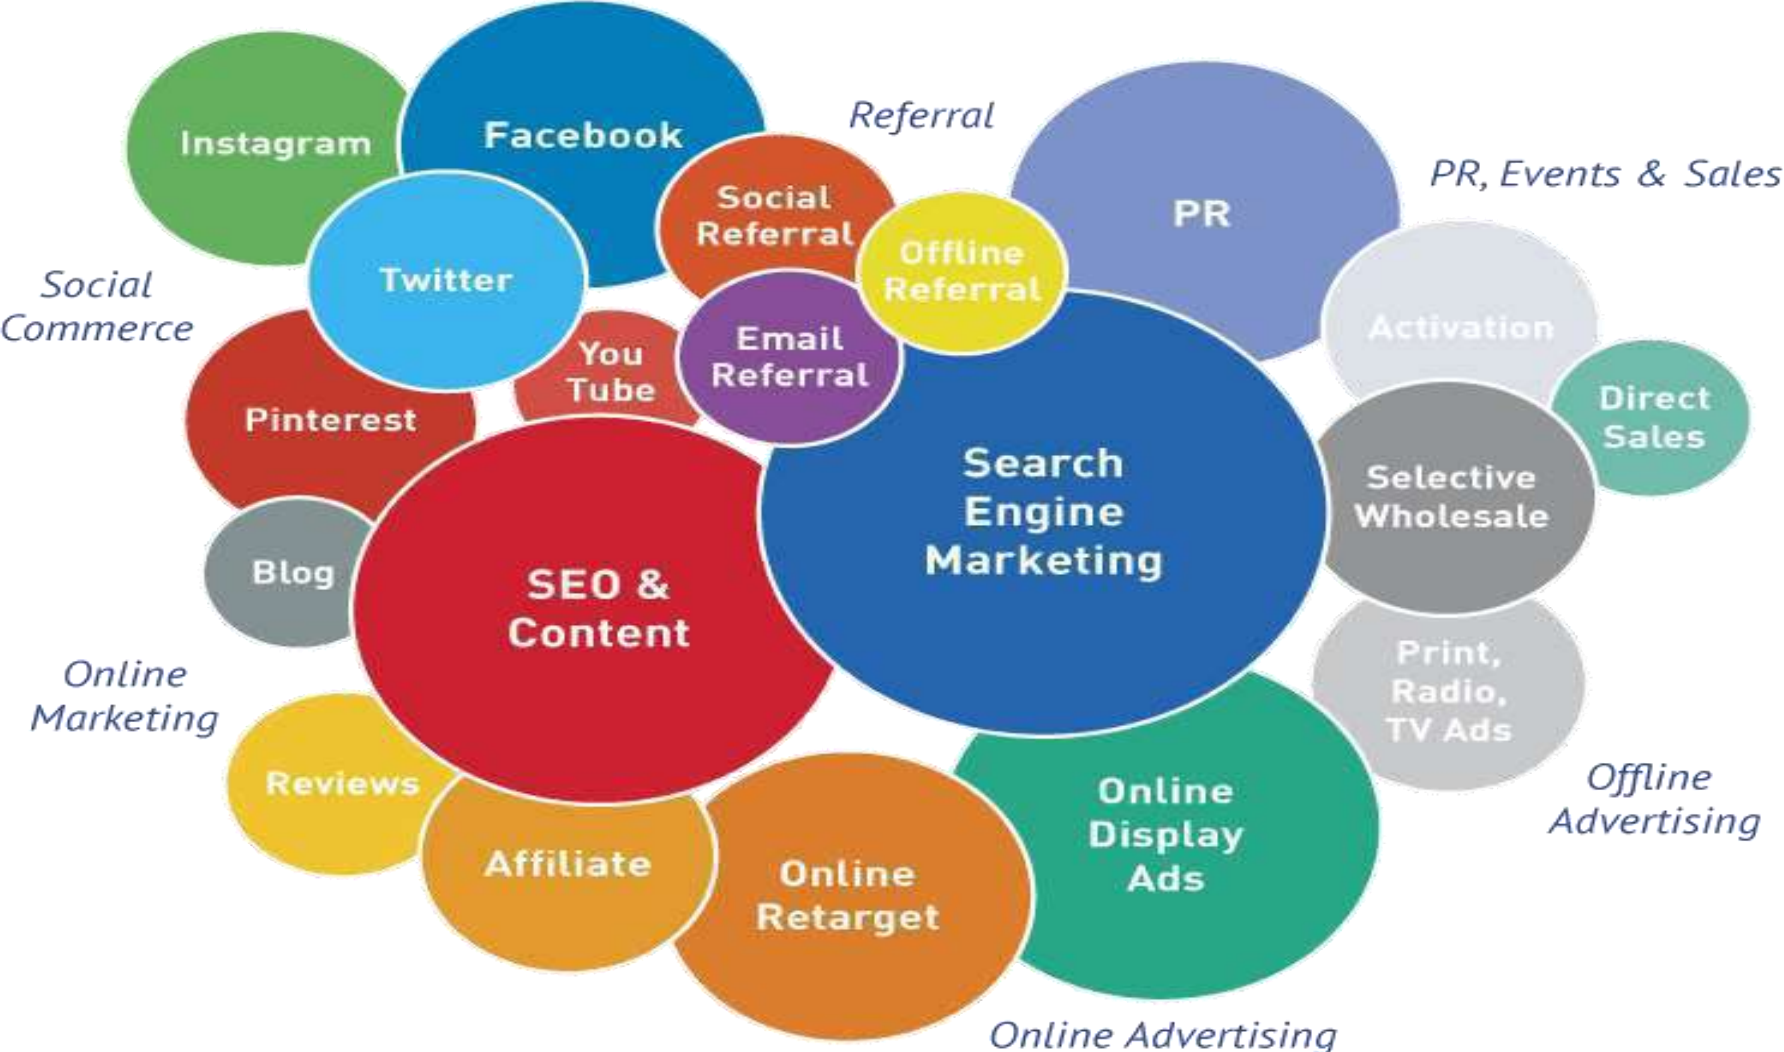 Instagram
Facebook
Referral
PR, Events & Sales
Social
Referral
PR
Offline
Referral
Twitter
Social
Commerce
Activation
Email
Referral
You
Tube
Direct
Sales
Pinterest
Search
Engine
Marketing
Selective
Wholesale
Blog
SEO &
Content
Print,
Radio,
TV Ads
Online
Marketing
Reviews
Online
Display
Ads
Offline
Advertising
Affiliate
Online
Retarget
Online Advertising